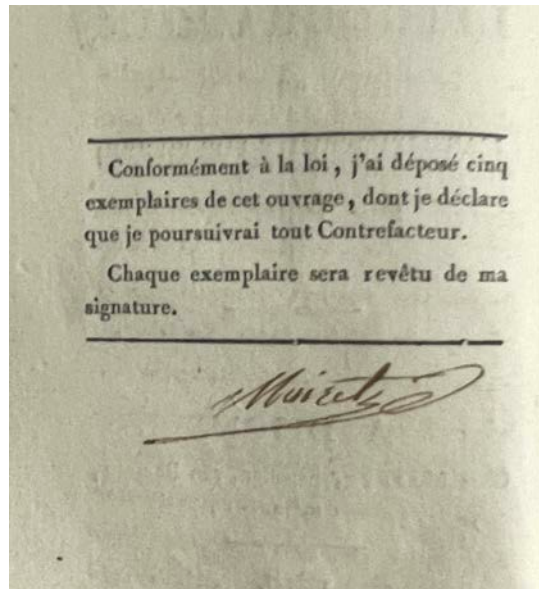 Conformément à la loi, j'ai déposé cinq
exemplaires de cet ouvrage, dont je déclare
que je poursuivrai tout Contrefacteur.
Chaque exemplaire sera revêtu de ma
signature.